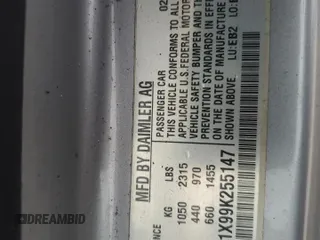 MFD BY DAIMLER AG
PASSENGER CAR
THIS VEHICLE CONFORMS TO ALL
APPLICABLE U.S. FEDERAL MOTOR
VEHICLE SAFETY BUMPER, AND THEFT
PREVENTION STANDARDS IN EFFECT
ON THE DATE OF MANUFACTURE
SHOWN ABOVE LU:EB2 LO:
KG LBS
1050 2315
440 970
660 1455
1X99K255147
02